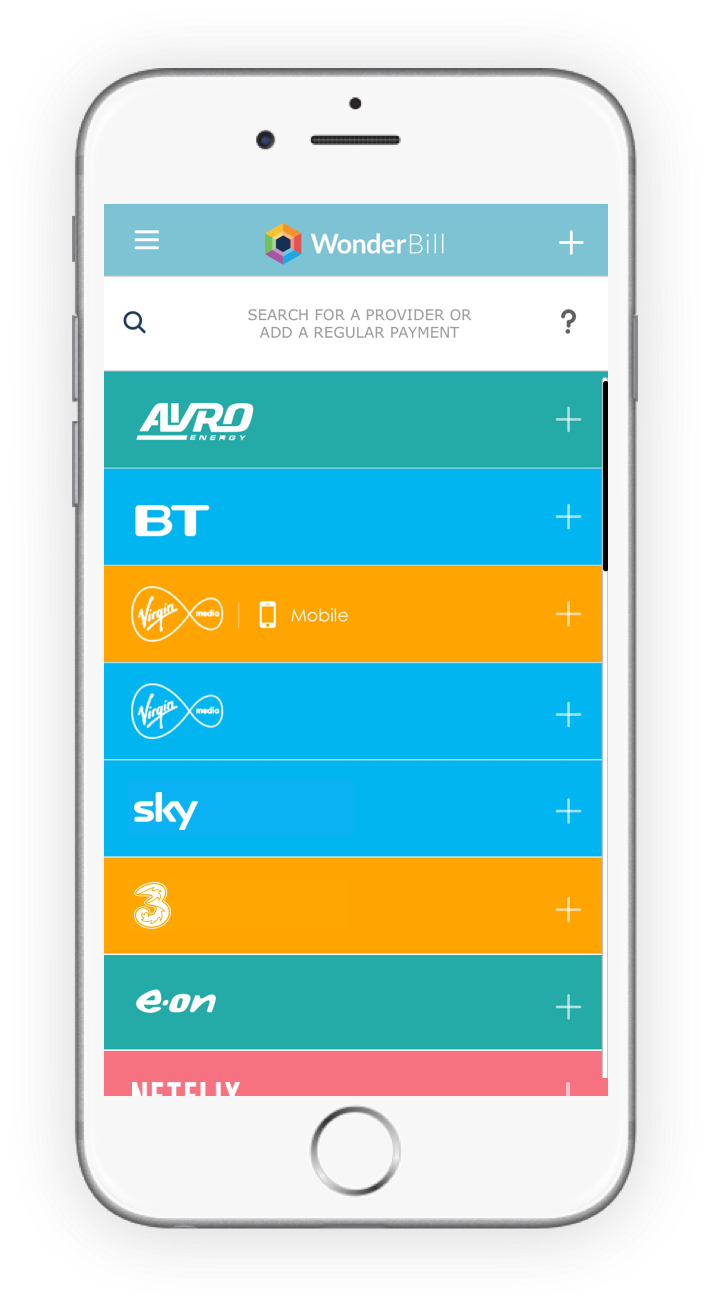 WonderBill
SEARCH FOR A PROVIDER OR
ADD A REGULAR PAYMENT
AVRO
ENERGY
BT
Virgin media | Mobile
Virgin media
sky
3
e·on
NETFLIX